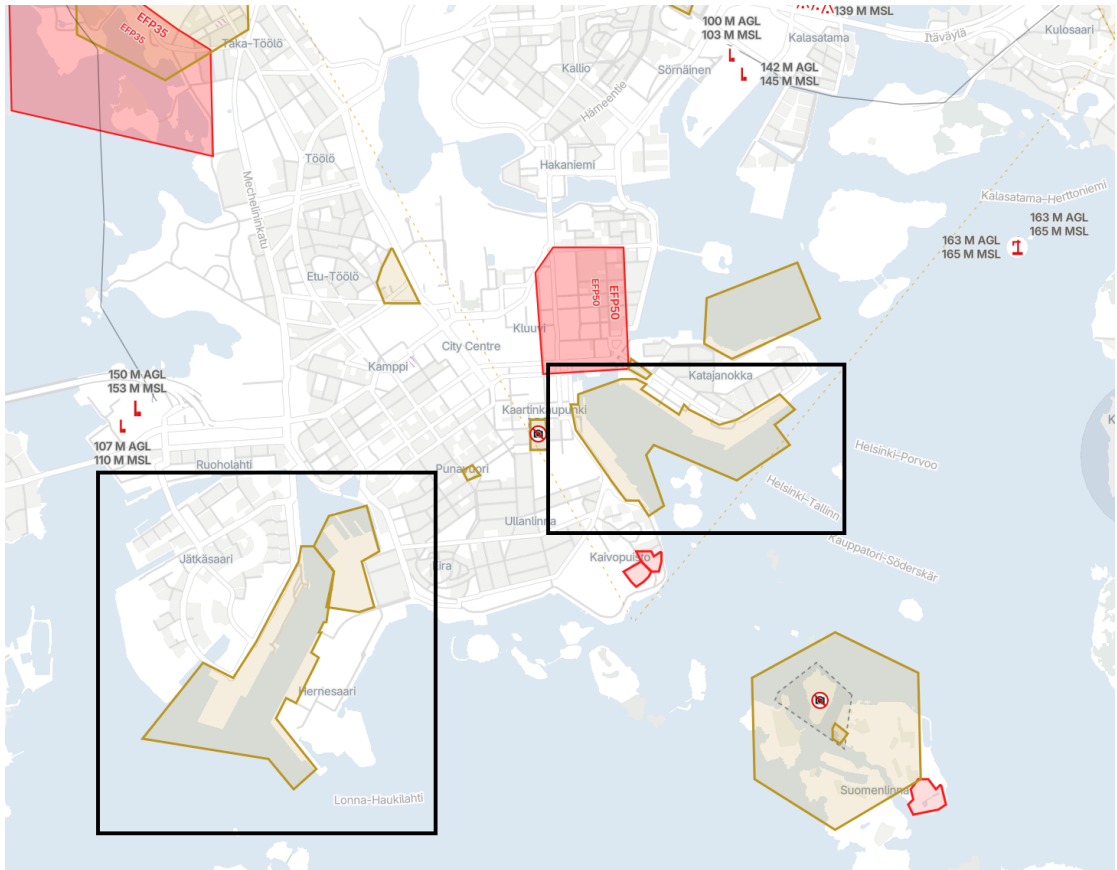 EFP35
EFP35
Taka-Töölö
100 M AGL
103 M MSL
139 M MSL
Kalasatama
Itäväylä
Kulosaari
Kallio
Sörnäinen
142 M AGL
145 M MSL
Hämeentie
Töölö
Hakaniemi
Mechelininkatu
Kalasatama–Herttoniemi
163 M AGL
165 M MSL
163 M AGL
165 M MSL
Etu-Töölö
EFP50
EFP50
Kluuvi
City Centre
Kamppi
Katajanokka
150 M AGL
153 M MSL
Kaartinkaupunki
107 M AGL
110 M MSL
Ruoholahti
Punavuori
Helsinki–Porvoo
Helsinki–Tallinn
Ullanlinna
Kauppatori–Söderskär
Jätkäsaari
Eira
Kaivopuisto
Hernesaari
Suomenlinna
Lonna–Haukilahti
K